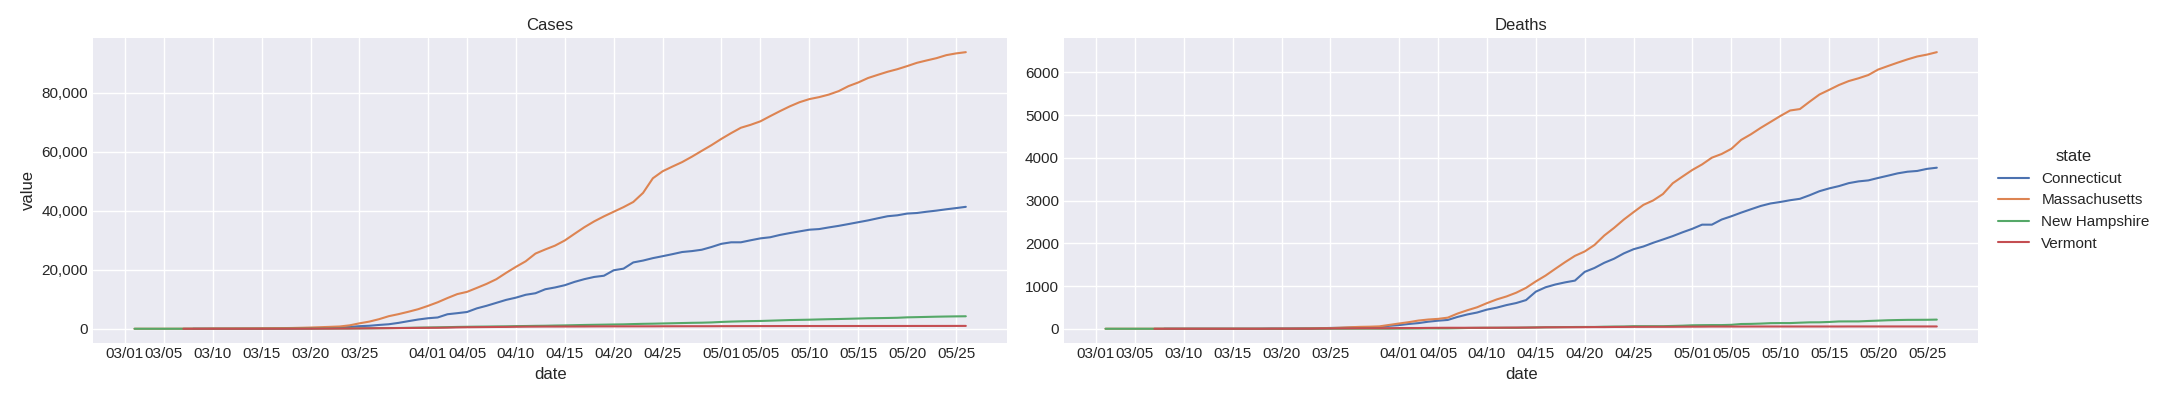 Cases
value
80,000
60,000
40,000
20,000
0
03/01 03/05 03/10 03/15 03/20 03/25 04/01 04/05 04/10 04/15 04/20 04/25 05/01 05/05 05/10 05/15 05/20 05/25
date
Deaths
6000
5000
4000
3000
2000
1000
0
03/01 03/05 03/10 03/15 03/20 03/25 04/01 04/05 04/10 04/15 04/20 04/25 05/01 05/05 05/10 05/15 05/20 05/25
date
state
Connecticut
Massachusetts
New Hampshire
Vermont